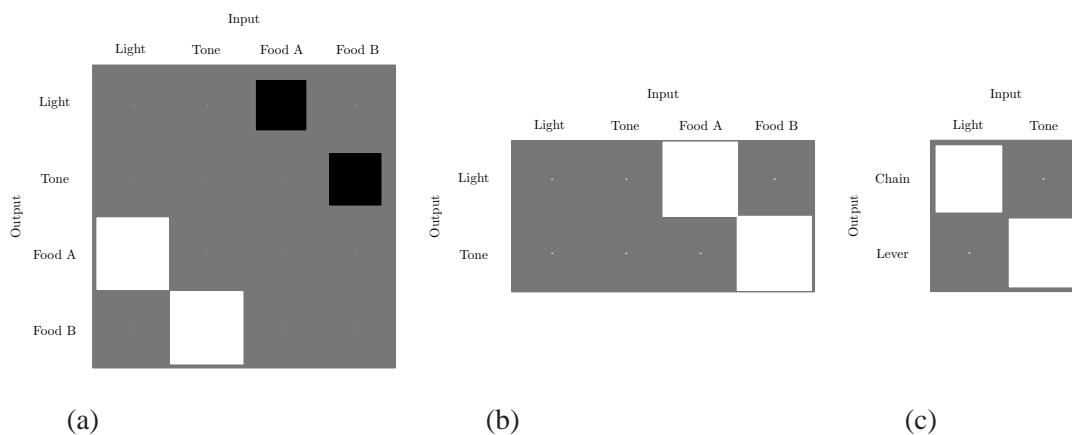 Input
Light Tone Food A Food B
Light
Tone
Food A
Food B
Output
(a)
Input
Light Tone Food A Food B
Light
Tone
Output
(b)
Input
Light Tone
Chain
Lever
Output
(c)